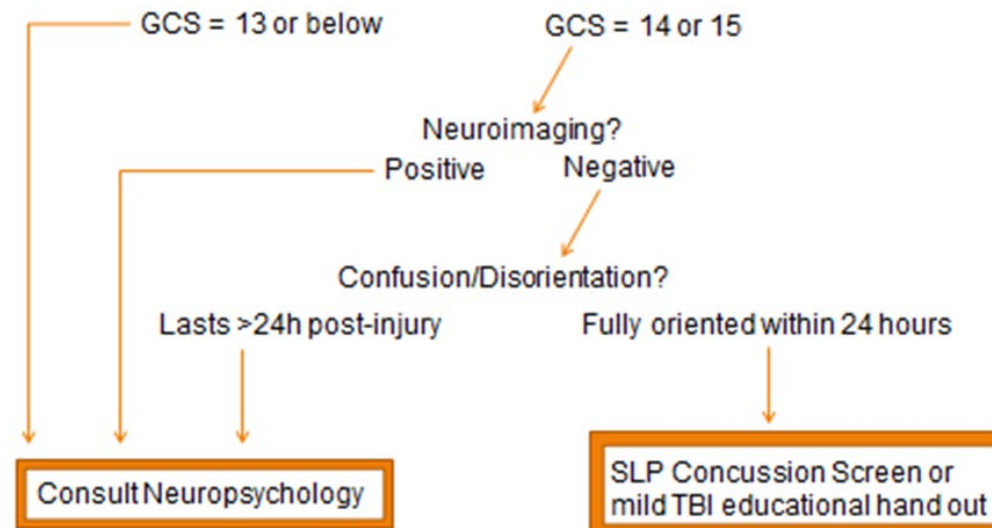 GCS = 13 or below
GCS = 14 or 15
Neuroimaging?
Positive
Negative
Confusion/Disorientation?
Lasts >24h post-injury
Fully oriented within 24 hours
Consult Neuropsychology
SLP Concussion Screen or
mild TBI educational hand out